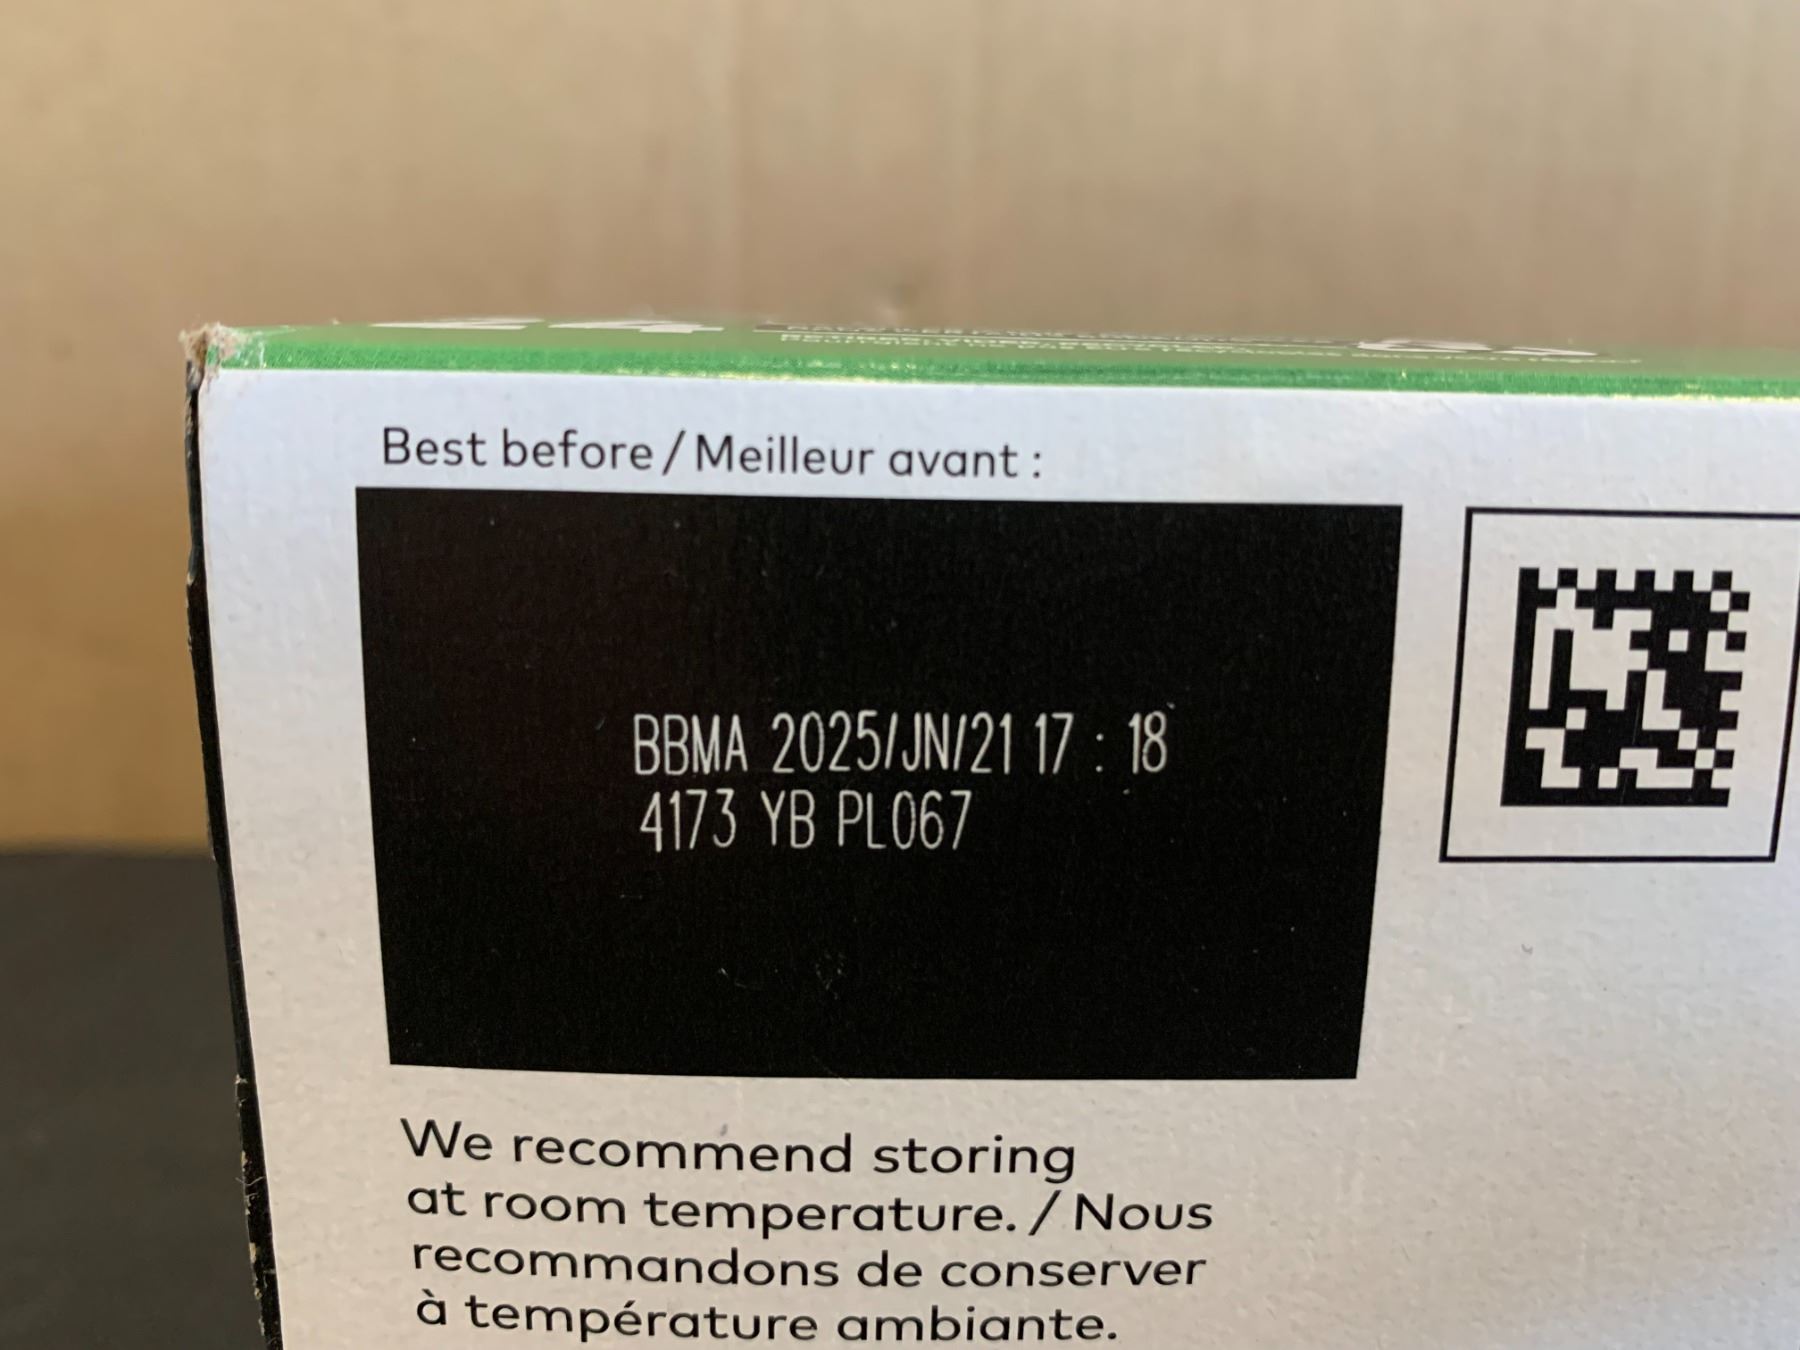 24
Best before / Meilleur avant :
BBMA 2025/JN/21 17 : 18
4173 YB PL067
We recommend storing
at room temperature. / Nous
recommandons de conserver
à température ambiante.